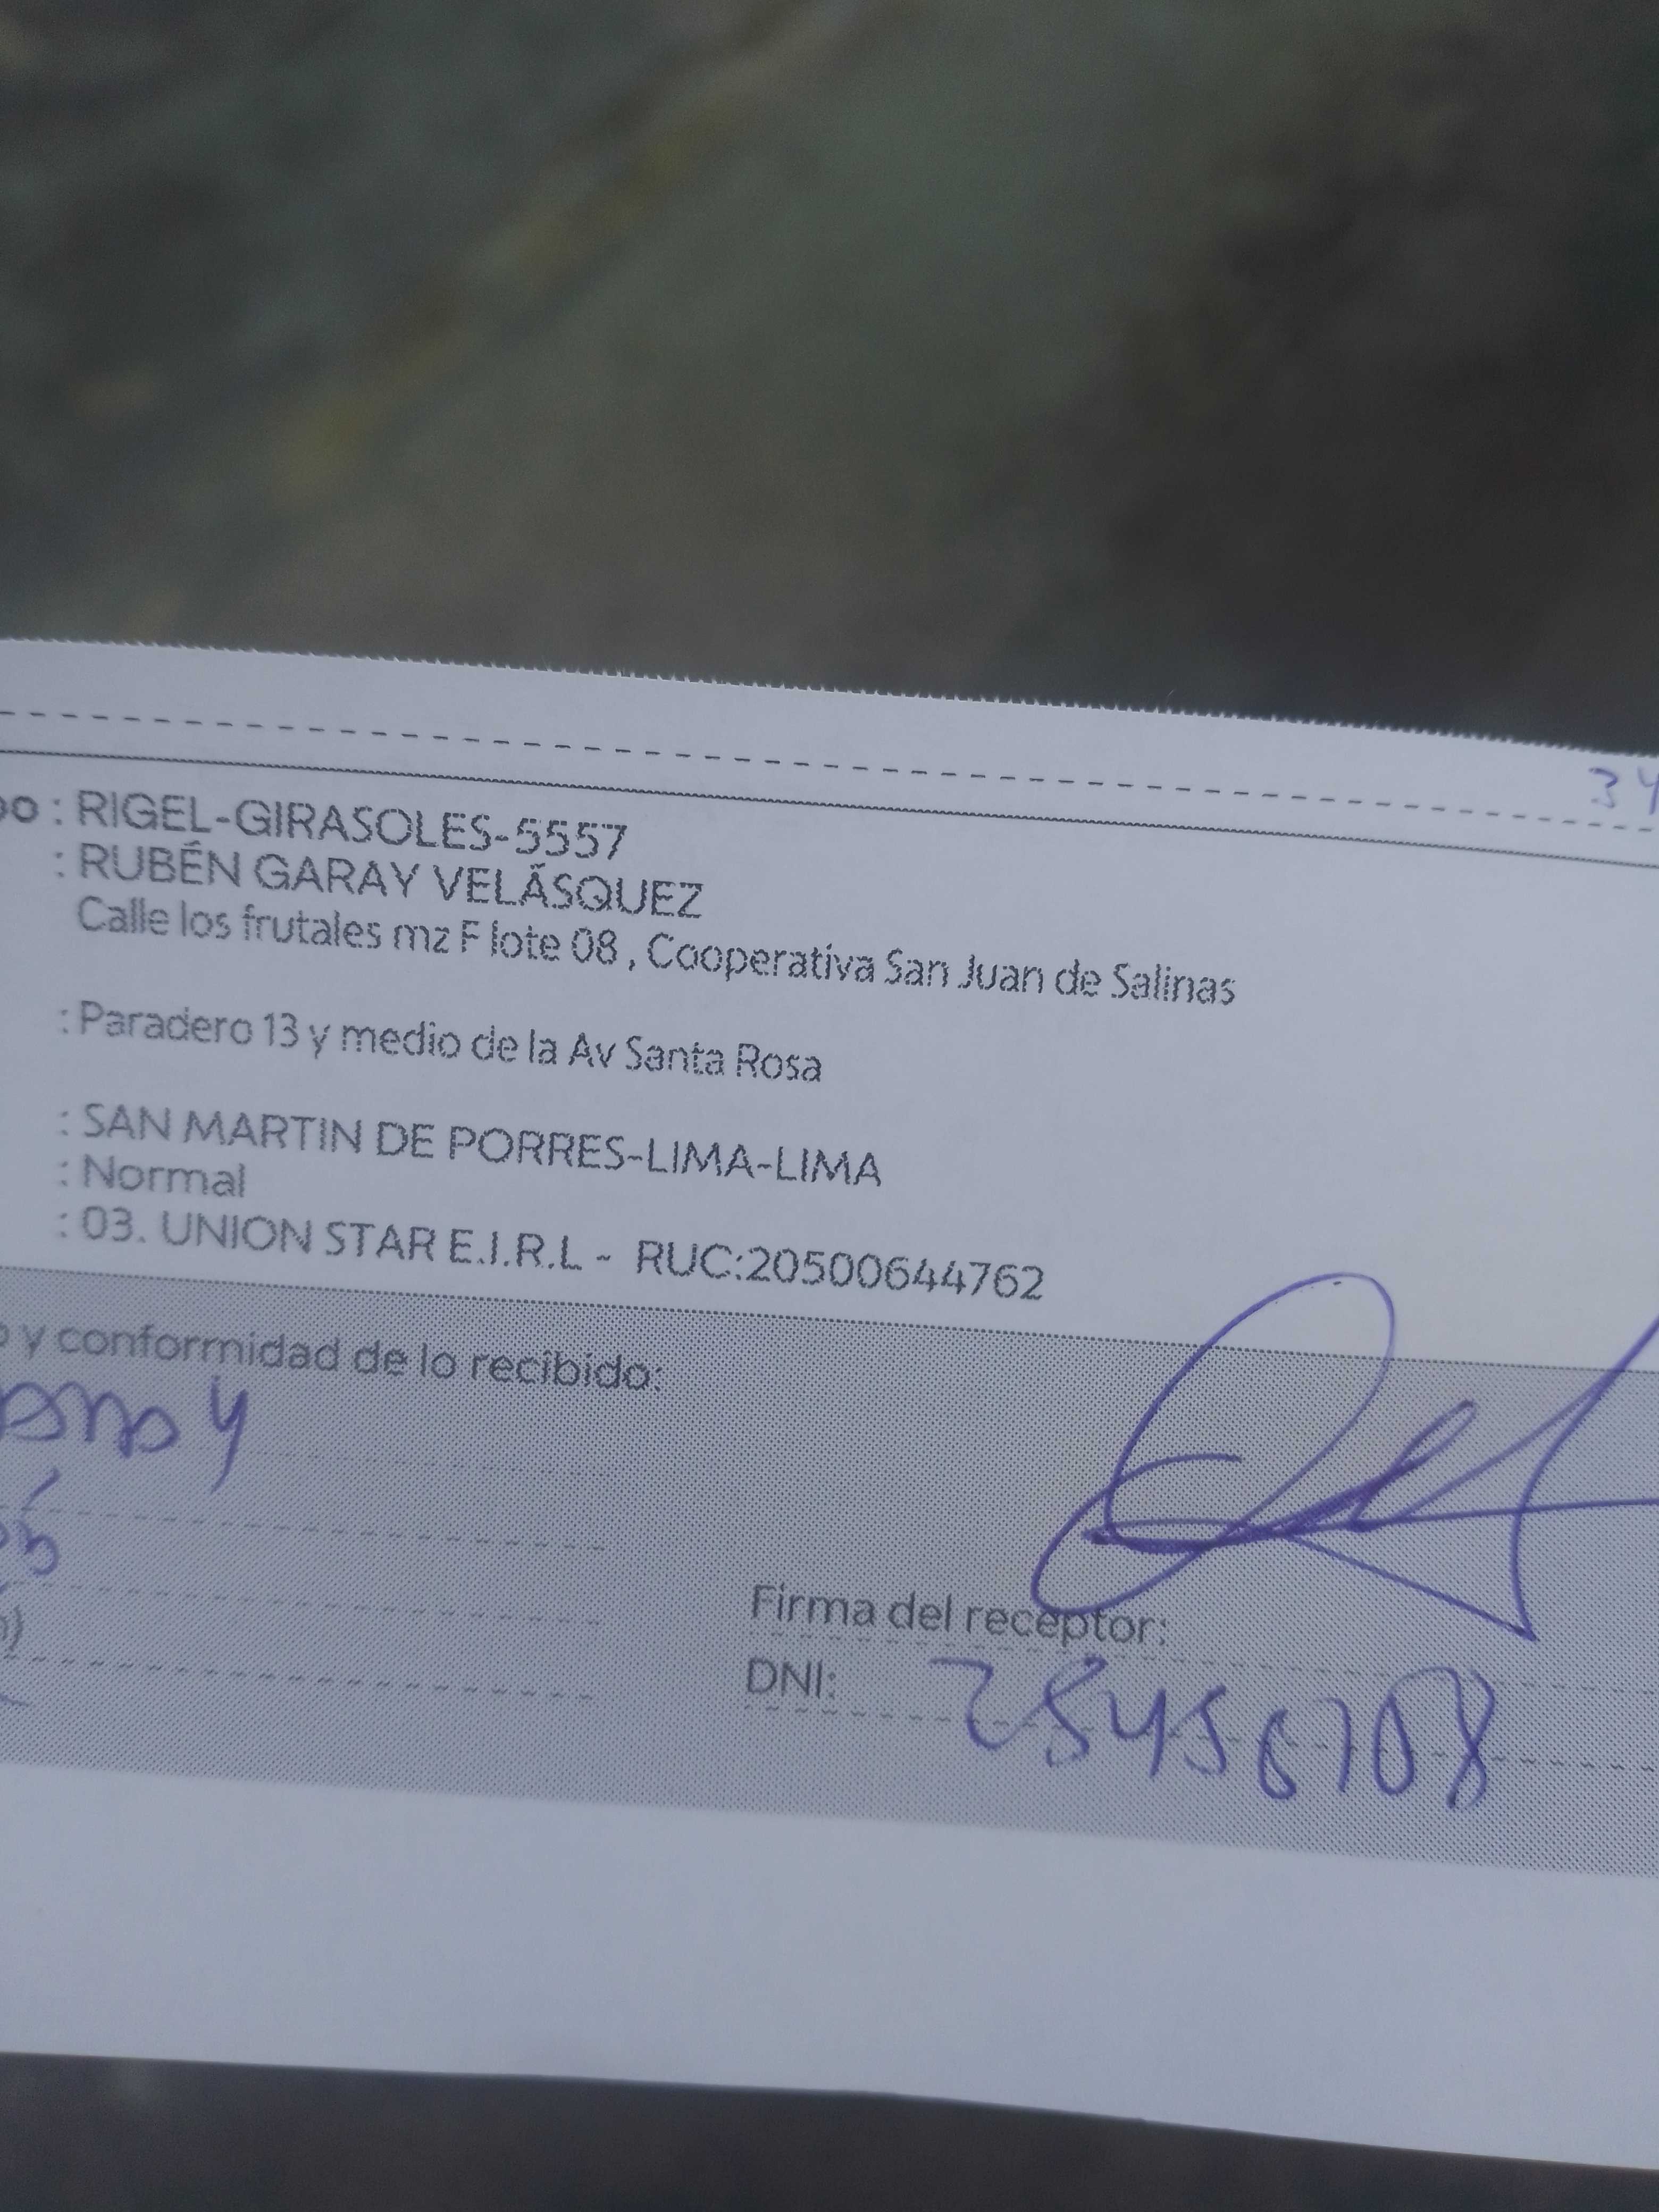 34
po : RIGEL-GIRASOLES-5557
: RUBÉN GARAY VELÁSQUEZ
Calle los frutales mz F lote 08 , Cooperativa San Juan de Salinas
: Paradero 13 y medio de la Av Santa Rosa
: SAN MARTIN DE PORRES-LIMA-LIMA
: Normal
: 03. UNION STAR E.I.R.L - RUC:20500644762
o y conformidad de lo recibido:
Firma del receptor:
DNI: 25456708